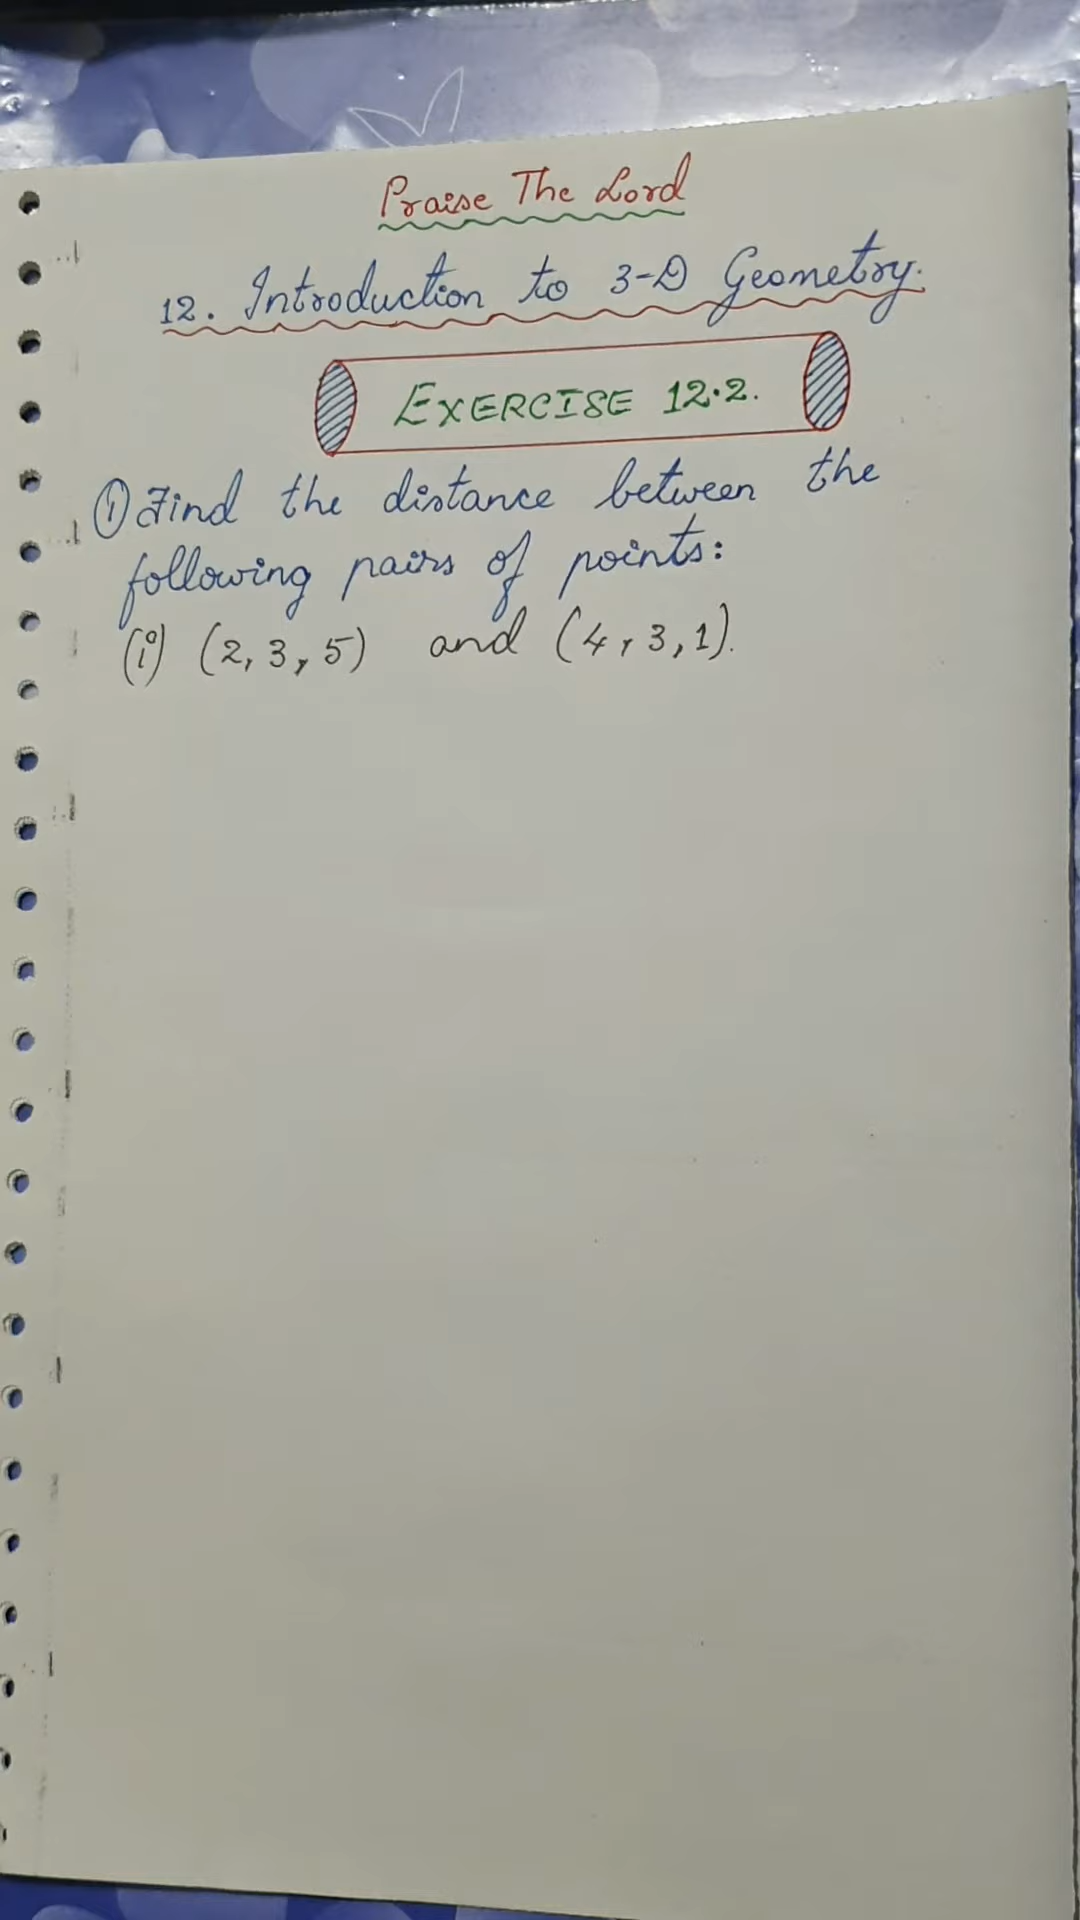 Praise The Lord
12. Introduction to 3-D Geometry.
EXERCISE 12.2.
① Find the distance between the
following pairs of points:
(i) (2, 3, 5) and (4, 3, 1).